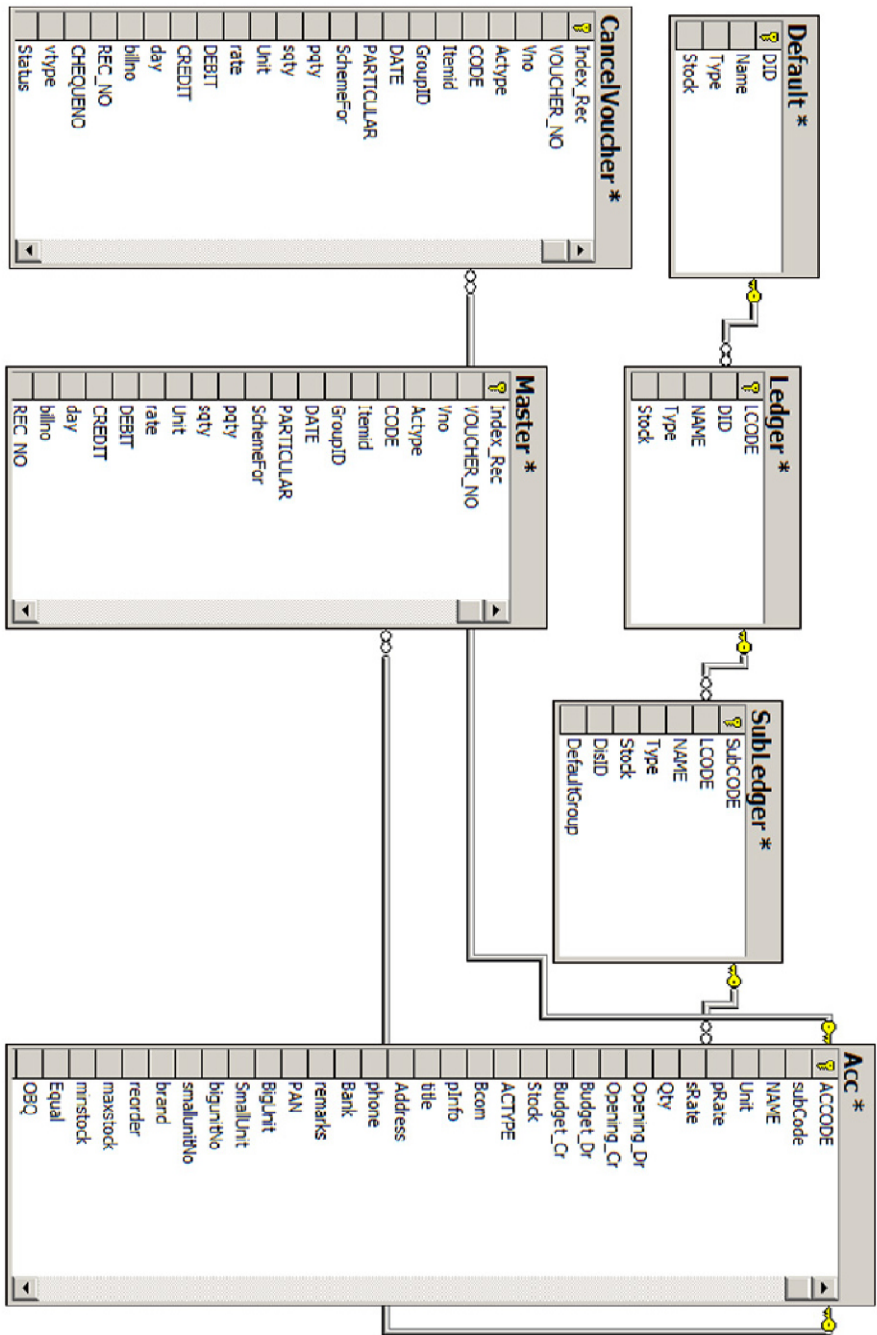 Default *
DID
Name
Type
Stock
Ledger *
LCODE
DID
NAME
Type
Stock
SubLedger *
SubCODE
LCODE
NAME
Type
Stock
DisID
DefaultGroup
Acc *
ACCODE
subCode
NAME
Unit
pRate
sRate
Qty
Opening_Dr
Opening_Cr
Budget_Dr
Budget_Cr
Stock
ACTYPE
Bcom
pInfo
title
Address
phone
Bank
remarks
PAN
BigUnit
SmallUnit
bigunitNo
smallunitNo
brand
reorder
maxstock
minstock
Equal
OBQ
CancelVoucher *
Index_Rec
VOUCHER_NO
Vno
Actype
CODE
Itemid
GroupID
DATE
PARTICULAR
SchemeFor
pqty
sqty
Unit
rate
DEBIT
CREDIT
day
billno
REC_NO
CHEQUENO
vtype
Status
Master *
Index_Rec
VOUCHER_NO
Vno
Actype
CODE
Itemid
GroupID
DATE
PARTICULAR
SchemeFor
pqty
sqty
Unit
rate
DEBIT
CREDIT
day
billno
REC_NO